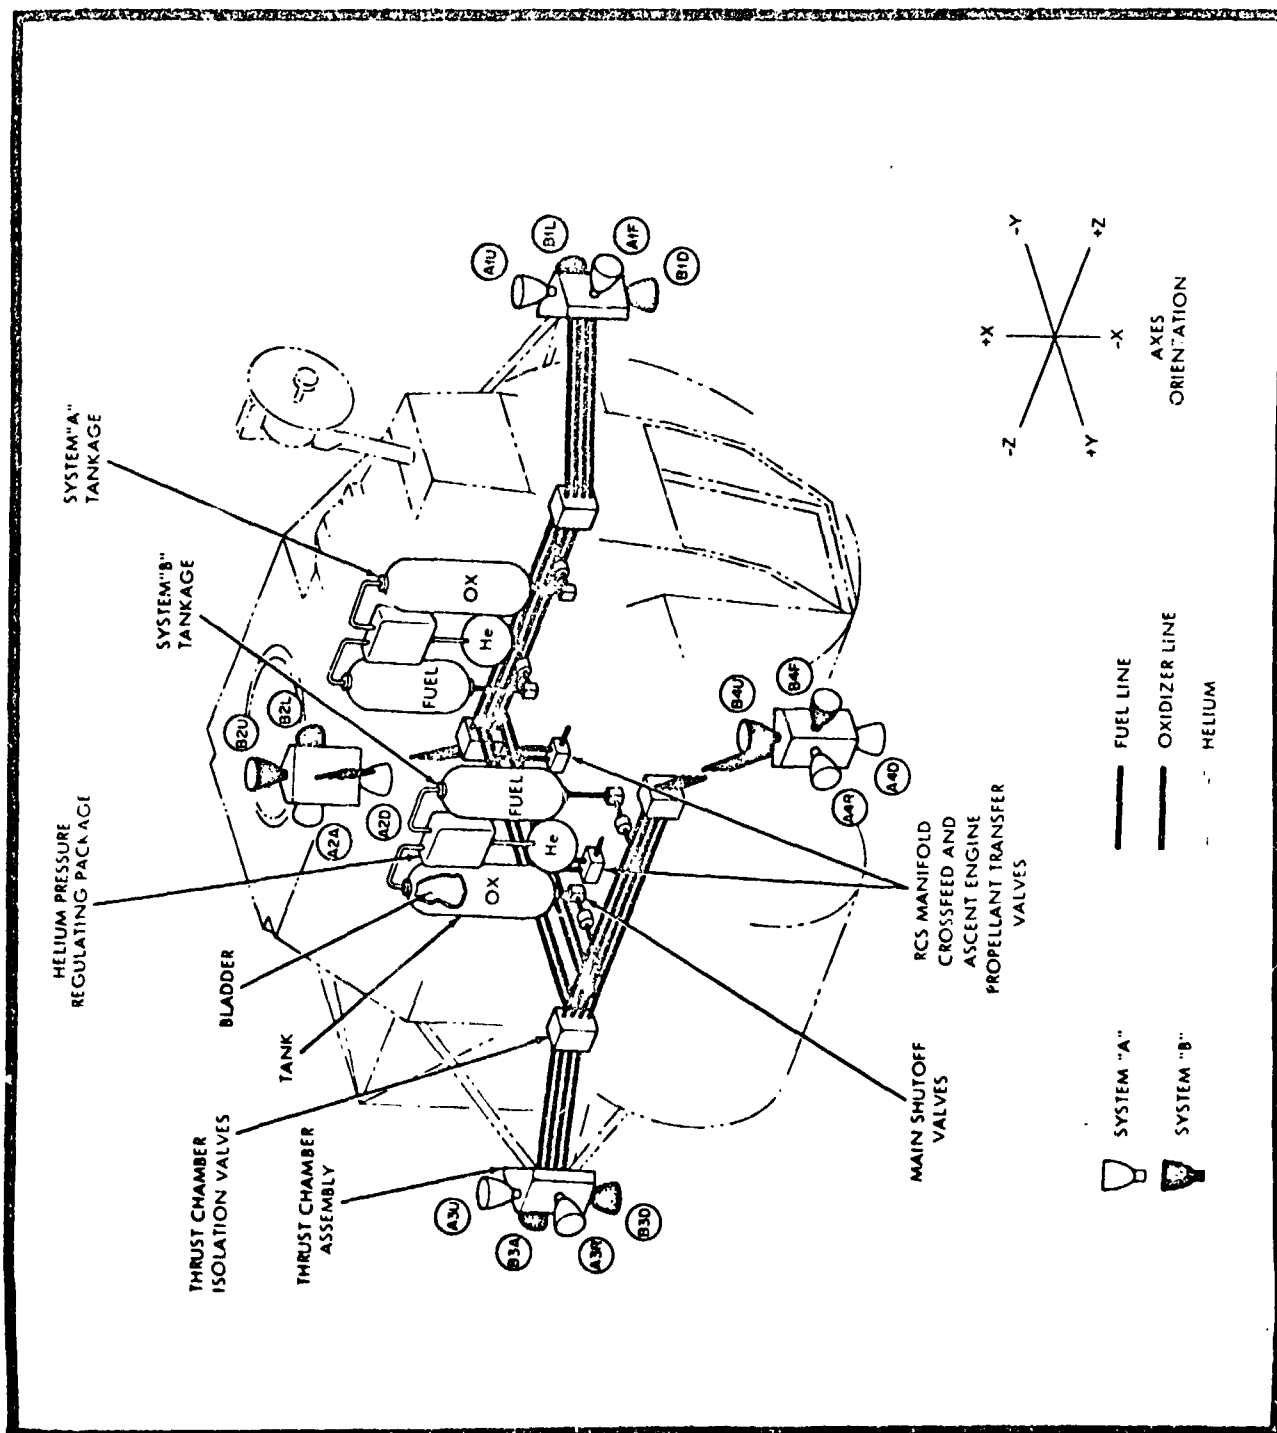 SYSTEM "A"
TANKAGE
SYSTEM "B"
TANKAGE
HELIUM PRESSURE
REGULATING PACKAGE
BLADDER
TANK
THRUST CHAMBER
ISOLATION VALVES
THRUST CHAMBER
ASSEMBLY
A1U
B1L
A1F
B1D
B2U
B2L
A2A
A2D
OX
He
FUEL
FUEL
He
OX
A3U
B3A
A3R
B3D
B4U
B4F
A4R
A4D
MAIN SHUTOFF
VALVES
RCS MANIFOLD
CROSSFEED AND
ASCENT ENGINE
PROPELLANT TRANSFER
VALVES
+X
-Y
+Z
-X
+Y
-Z
AXES
ORIENTATION
SYSTEM "A"
SYSTEM "B"
FUEL LINE
OXIDIZER LINE
HELIUM